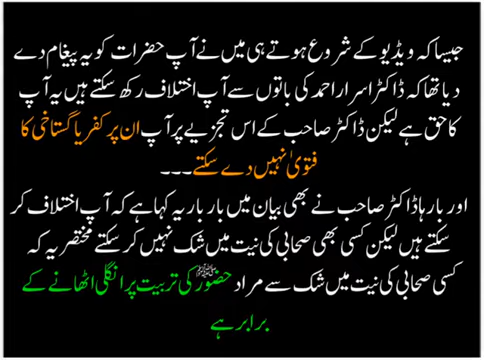 جیسا کہ ویڈیو کے شروع ہوتے ہی میں نے آپ حضرات کو یہ پیغام دے
دیا تھا کہ ڈاکٹر اسرار احمد کی باتوں سے آپ اختلاف رکھ سکتے ہیں یہ آپ
کا حق ہے لیکن ڈاکٹر صاحب کے اس تجزیے پر آپ ان پر کفر یا گستاخی کا
فتویٰ نہیں دے سکتے۔۔۔
اور بارہا ڈاکٹر صاحب نے بھی بیان میں بار بار یہ کہا ہے کہ آپ اختلاف کر
سکتے ہیں لیکن کسی بھی صحابی کی نیت میں شک نہیں کر سکتے مختصر یہ کہ
کسی صحابی کی نیت میں شک سے مراد حضورﷺ کی تربیت پر انگلی اٹھانے کے
برابر ہے